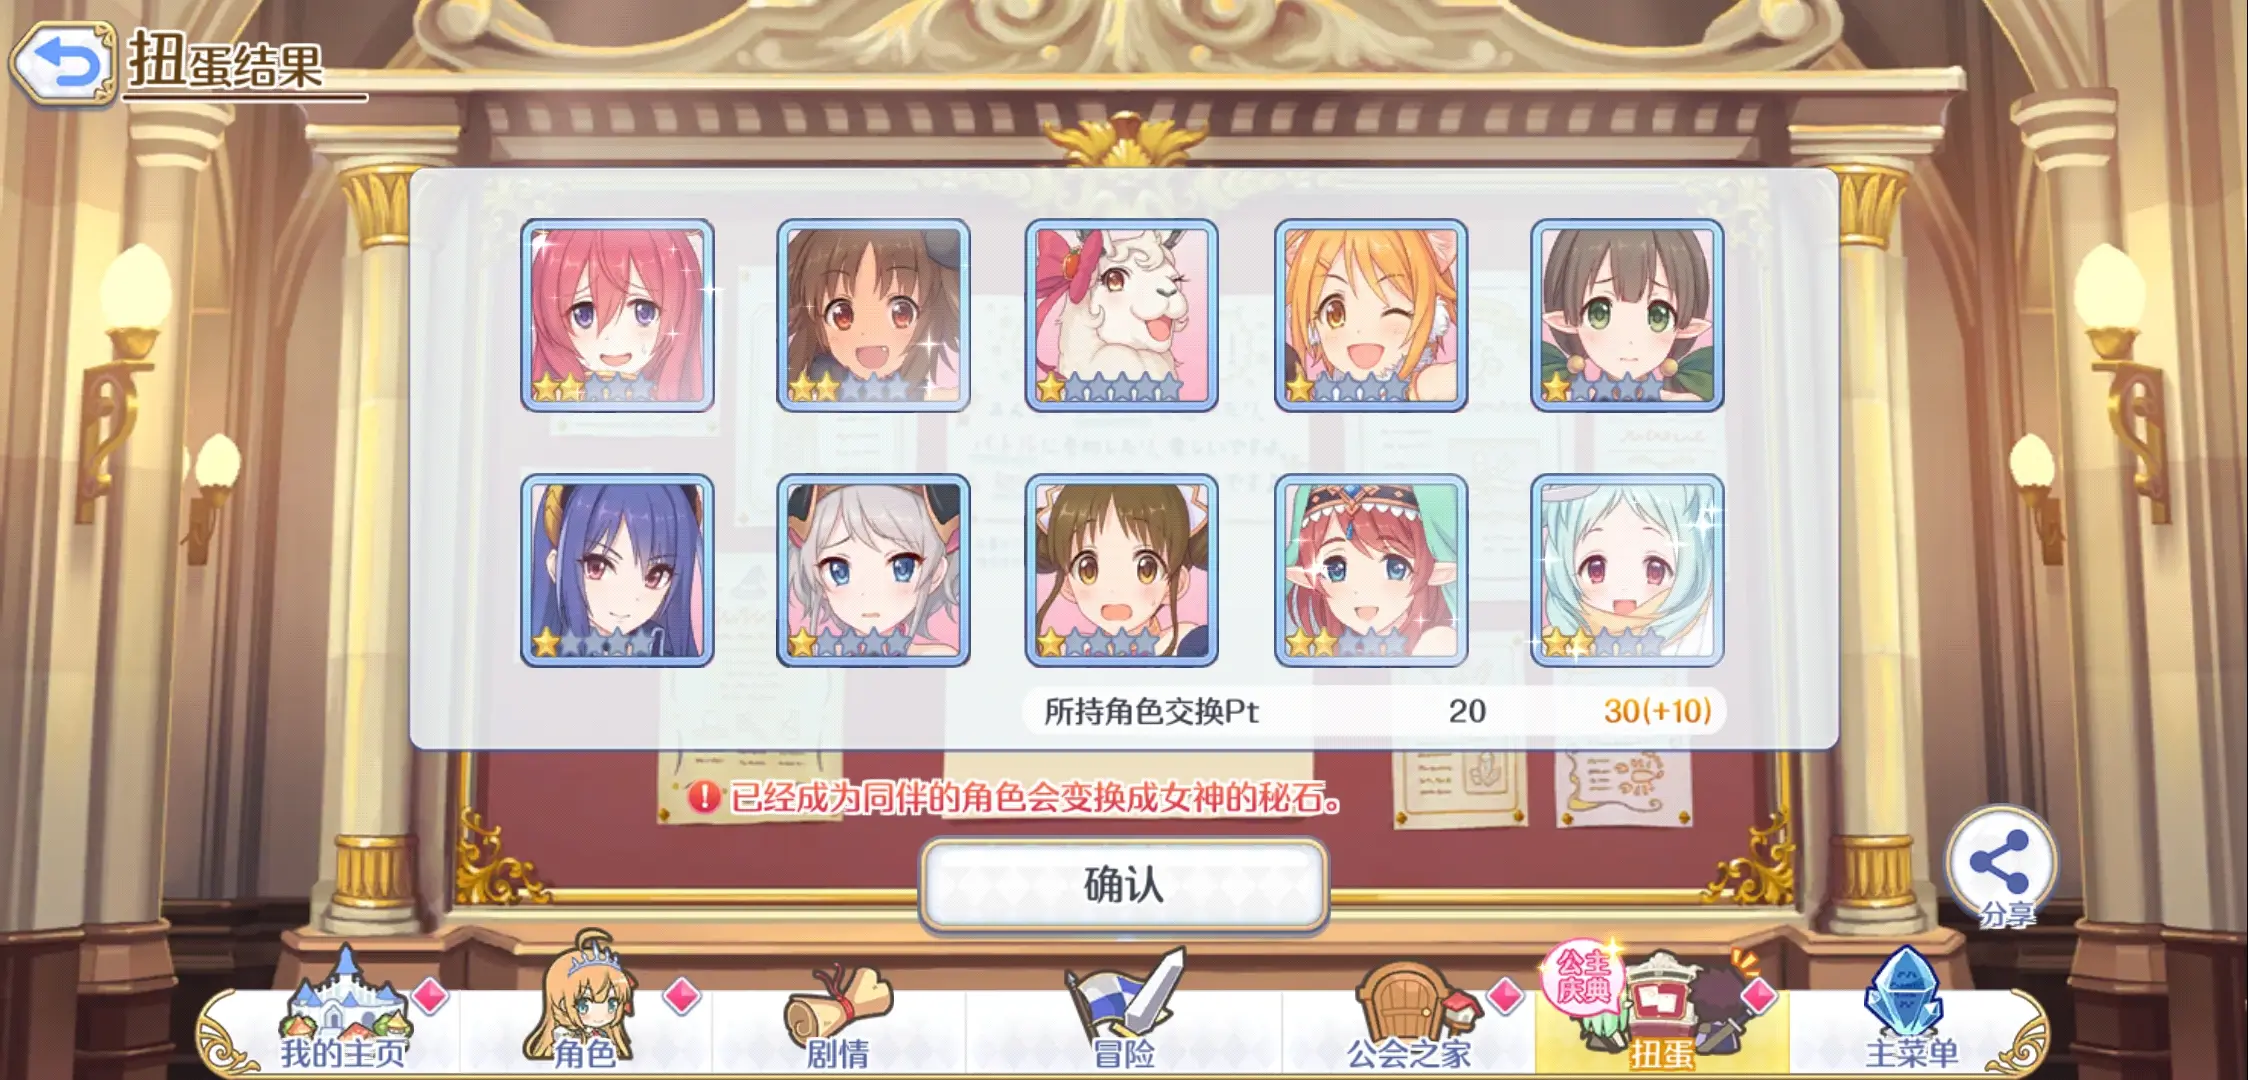 扭蛋结果
所持角色交换Pt 20 30(+10)
已经成为同伴的角色会变换成女神的秘石。
确认
分享
公主
庆典
我的主页 角色 剧情 冒险 公会之家 扭蛋 主菜单